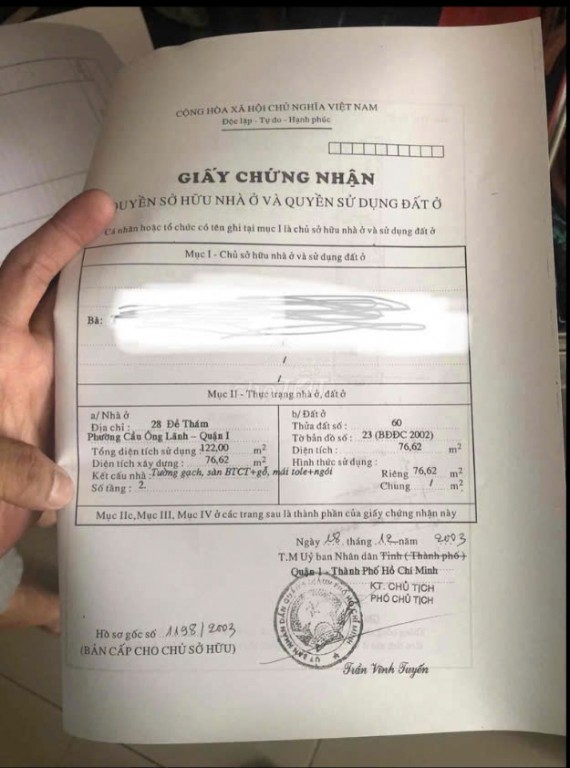 CỘNG HÒA XÃ HỘI CHỦ NGHĨA VIỆT NAM
Độc lập - Tự do - Hạnh phúc
GIẤY CHỨNG NHẬN
QUYỀN SỞ HỮU NHÀ Ở VÀ QUYỀN SỬ DỤNG ĐẤT Ở
Cá nhân hoặc tổ chức có tên ghi tại mục I là chủ sở hữu nhà ở và sử dụng đất ở
Mục I - Chủ sở hữu nhà ở và sử dụng đất ở
Bà:
/
/
Mục II - Thực trạng nhà ở, đất ở
a/ Nhà ở
Địa chỉ : 28 Đề Thám
Phường Cầu Ông Lãnh – Quận I
Tổng diện tích sử dụng : 122,00 m2
Diện tích xây dựng : 76,62 m2
Kết cấu nhà : Tường gạch, sàn BTCT+gỗ, mái tole+ngói
Số tầng : 2
b/ Đất ở
Thửa đất số : 60
Tờ bản đồ số : 23 (BĐĐC 2002)
Diện tích : 76,62 m2
Hình thức sử dụng :
Riêng 76,62 m2
Chung / m2
Mục IIc,Mục III, Mục IV ở các trang sau là thành phần của giấy chứng nhận này
Ngày 18 tháng 12 năm 2003
T.M Uỷ ban Nhân dân Tỉnh (Thành phố)
Quận 1 - Thành Phố Hồ Chí Minh
KT. CHỦ TỊCH
PHÓ CHỦ TỊCH
Hồ sơ gốc số 1198/2003
(BẢN CẤP CHO CHỦ SỞ HỮU)
Trần Vĩnh Tuyến